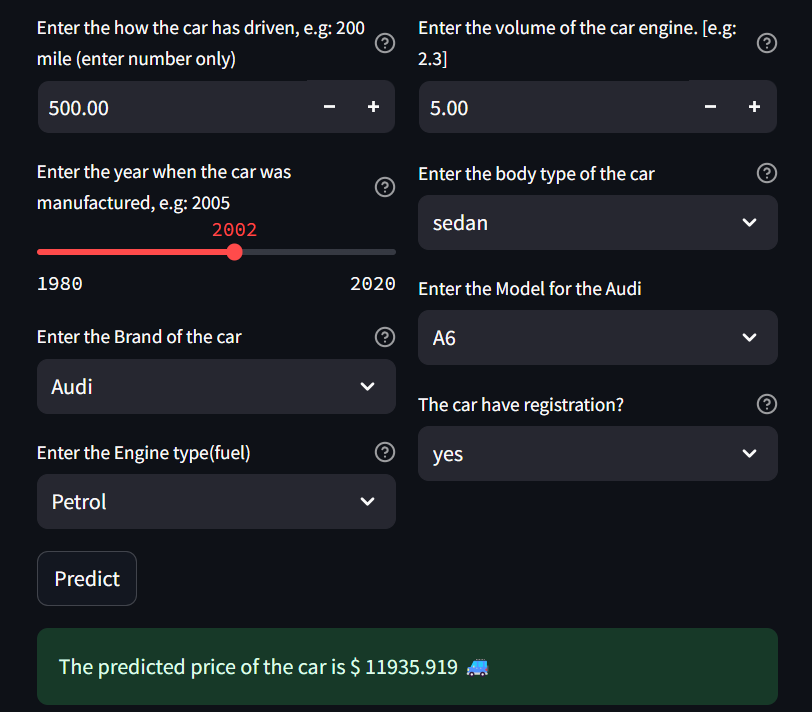 Enter the how the car has driven, e.g: 200
mile (enter number only)
500.00
Enter the year when the car was
manufactured, e.g: 2005
2002
1980 2020
Enter the Brand of the car
Audi
Enter the Engine type(fuel)
Petrol
Enter the volume of the car engine. [e.g:
2.3]
5.00
Enter the body type of the car
sedan
Enter the Model for the Audi
A6
The car have registration?
yes
Predict
The predicted price of the car is $ 11935.919 🚙